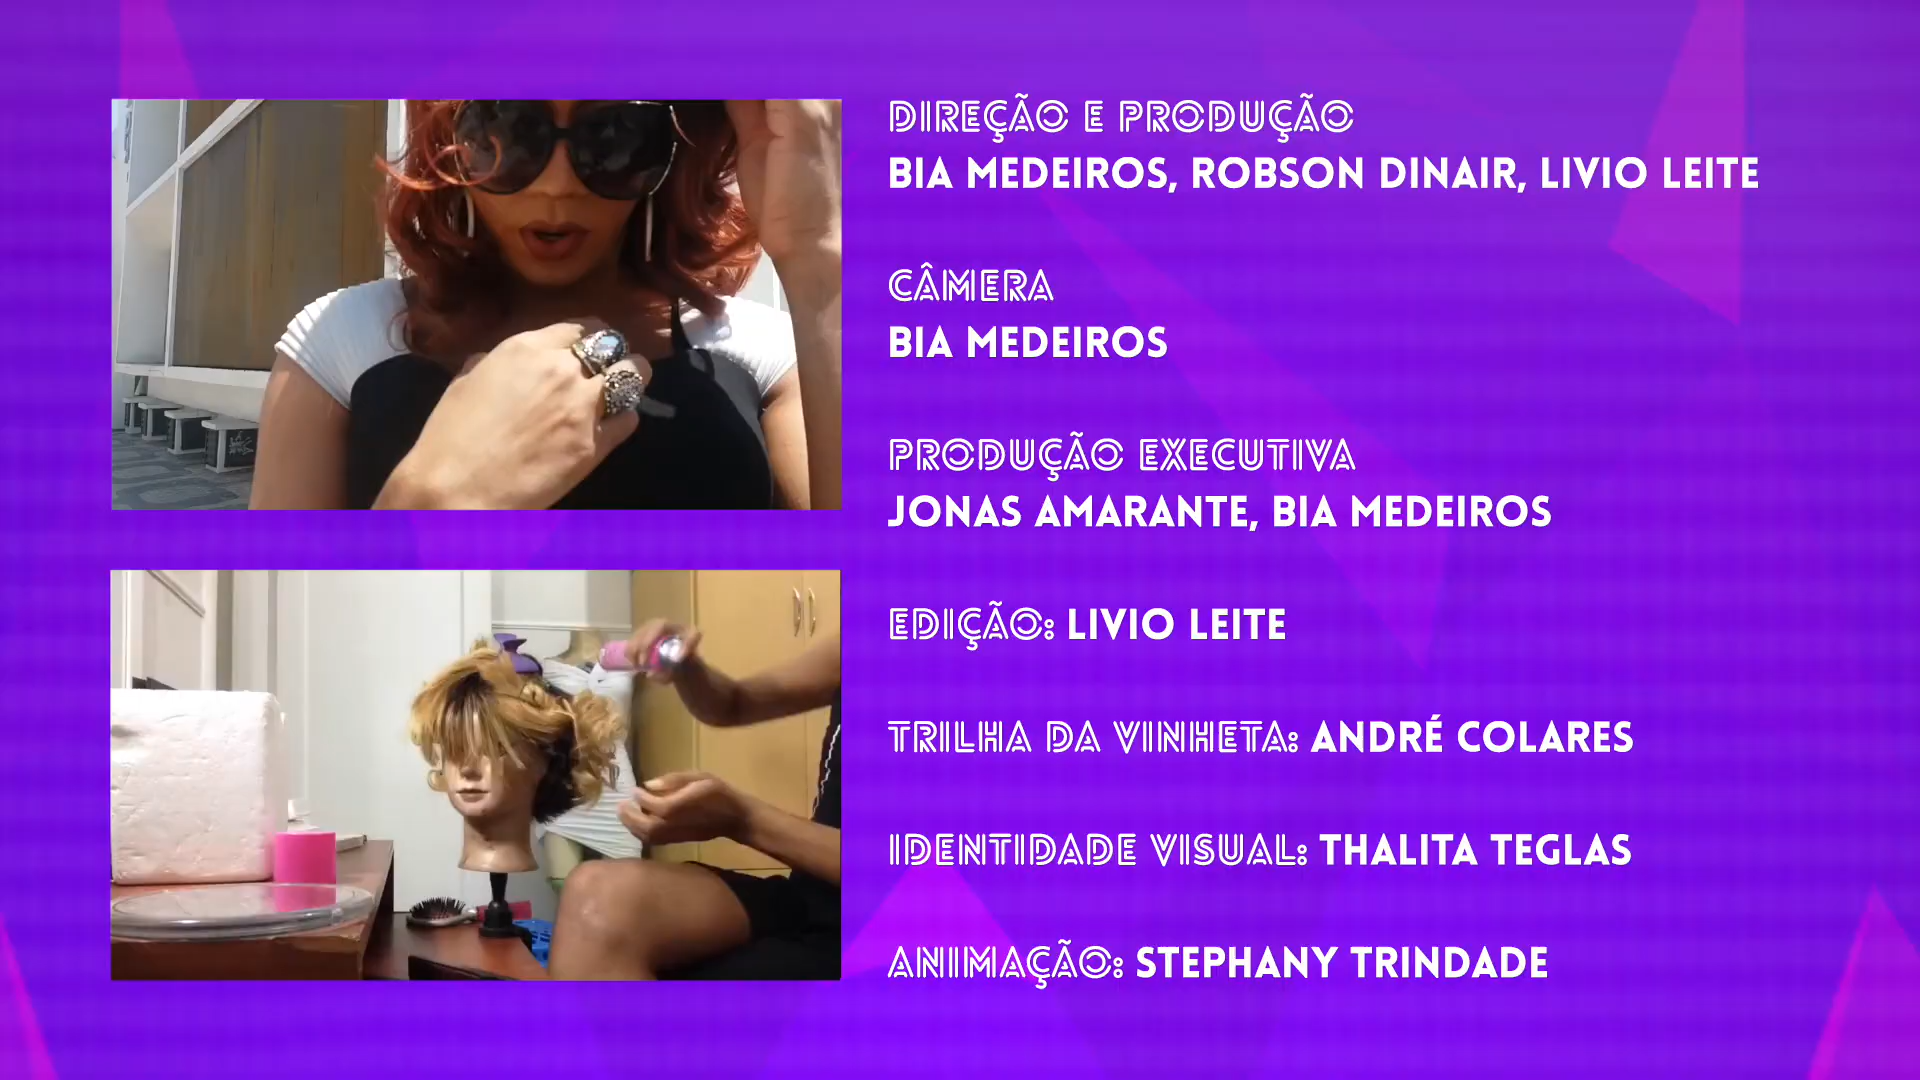 DIREÇÃO E PRODUÇÃO
BIA MEDEIROS, ROBSON DINAIR, LIVIO LEITE
CÂMERA
BIA MEDEIROS
PRODUÇÃO EXECUTIVA
JONAS AMARANTE, BIA MEDEIROS
EDIÇÃO: LIVIO LEITE
TRILHA DA VINHETA: ANDRÉ COLARES
IDENTIDADE VISUAL: THALITA TEGLAS
ANIMAÇÃO: STEPHANY TRINDADE